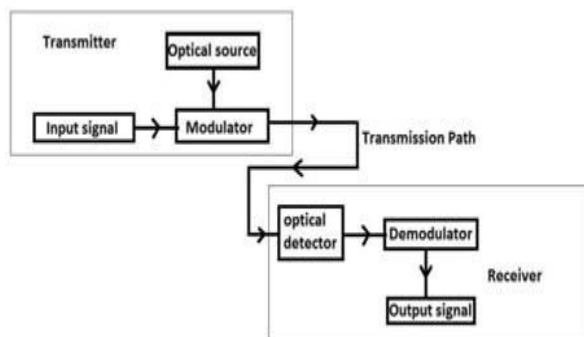 Transmitter
Optical source
Input signal
Modulator
Transmission Path
optical
detector
Demodulator
Receiver
Output signal